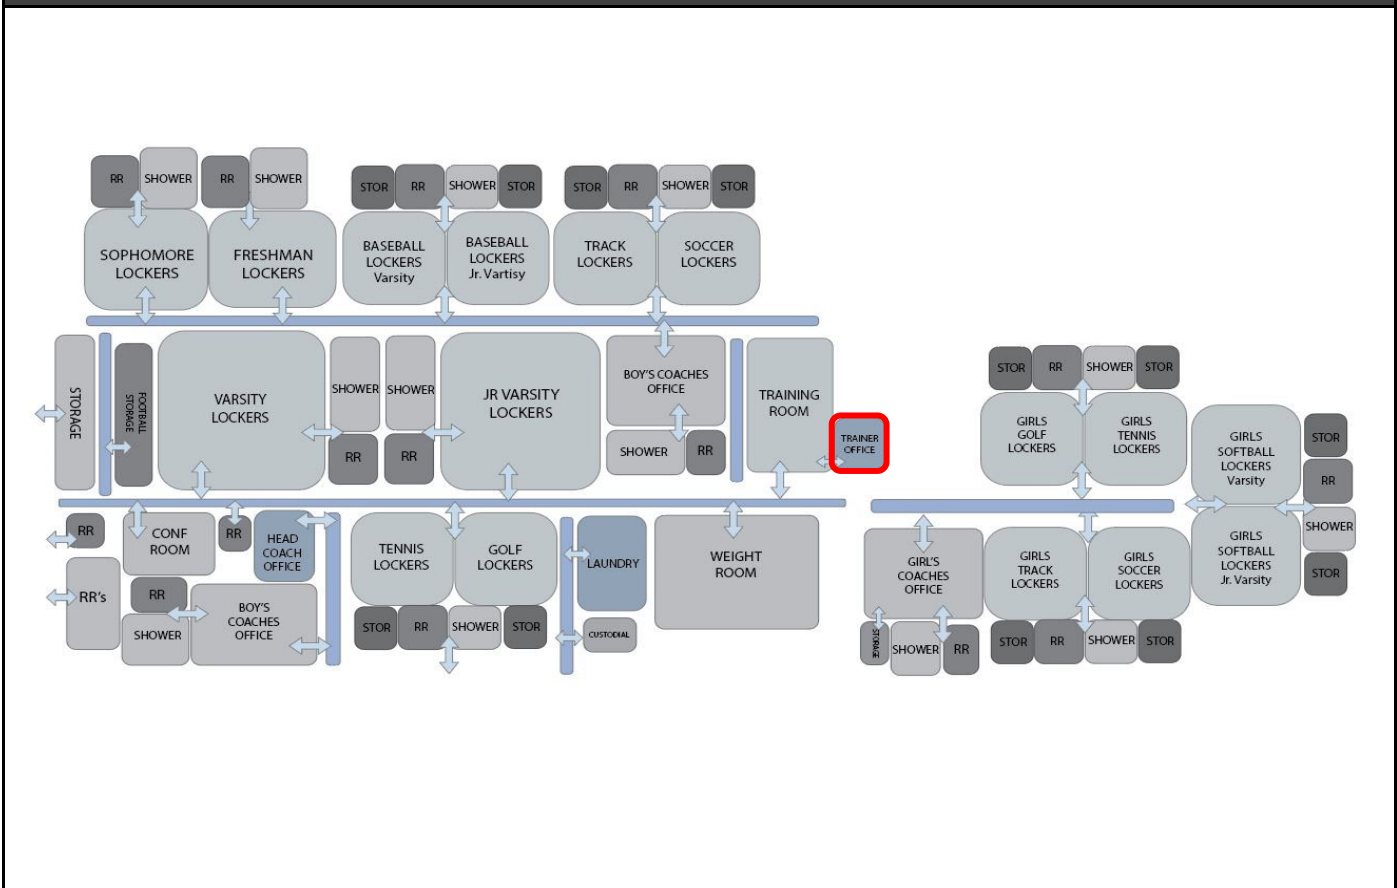 RR
SHOWER
RR
SHOWER
STOR
RR
SHOWER
STOR
STOR
RR
SHOWER
STOR
SOPHOMORE
LOCKERS
FRESHMAN
LOCKERS
BASEBALL
LOCKERS
Varsity
BASEBALL
LOCKERS
Jr. Vartisy
TRACK
LOCKERS
SOCCER
LOCKERS
STORAGE
FOOTBALL
STORAGE
VARSITY
LOCKERS
SHOWER
RR
SHOWER
RR
JR VARSITY
LOCKERS
BOY'S COACHES
OFFICE
SHOWER
RR
TRAINING
ROOM
TRAINER
OFFICE
RR
CONF
ROOM
RR
HEAD
COACH
OFFICE
RR's
RR
SHOWER
BOY'S
COACHES
OFFICE
TENNIS
LOCKERS
GOLF
LOCKERS
STOR
RR
SHOWER
STOR
LAUNDRY
CUSTODIAL
WEIGHT
ROOM
STOR
RR
SHOWER
STOR
GIRLS
GOLF
LOCKERS
GIRLS
TENNIS
LOCKERS
GIRLS
SOFTBALL
LOCKERS
Varsity
STOR
RR
SHOWER
STOR
GIRLS
SOFTBALL
LOCKERS
Jr. Varsity
GIRL'S
COACHES
OFFICE
STORAGE
SHOWER
RR
GIRLS
TRACK
LOCKERS
GIRLS
SOCCER
LOCKERS
STOR
RR
SHOWER
STOR